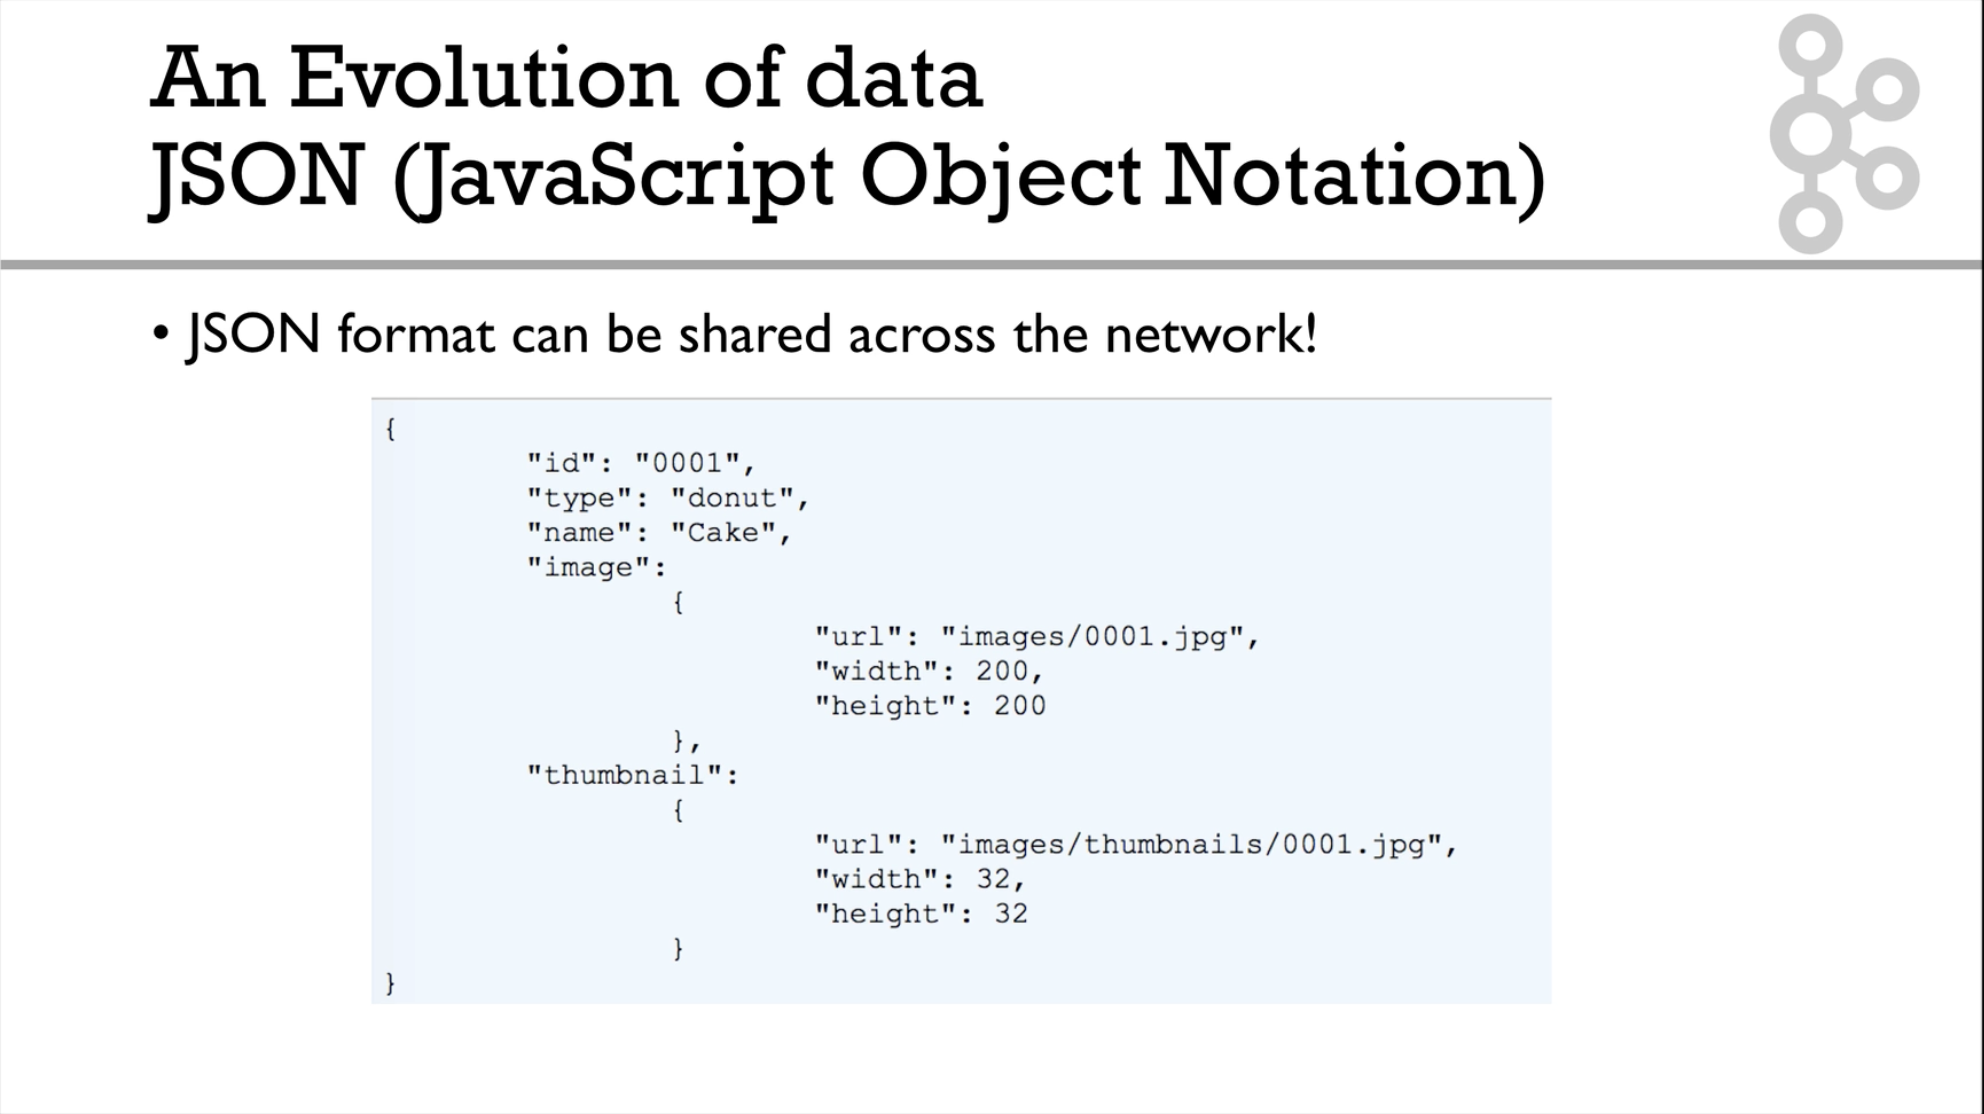 An Evolution of data
JSON (JavaScript Object Notation)
• JSON format can be shared across the network!
{
"id": "0001",
"type": "donut",
"name": "Cake",
"image":
{
"url": "images/0001.jpg",
"width": 200,
"height": 200
},
"thumbnail":
{
"url": "images/thumbnails/0001.jpg",
"width": 32,
"height": 32
}
}